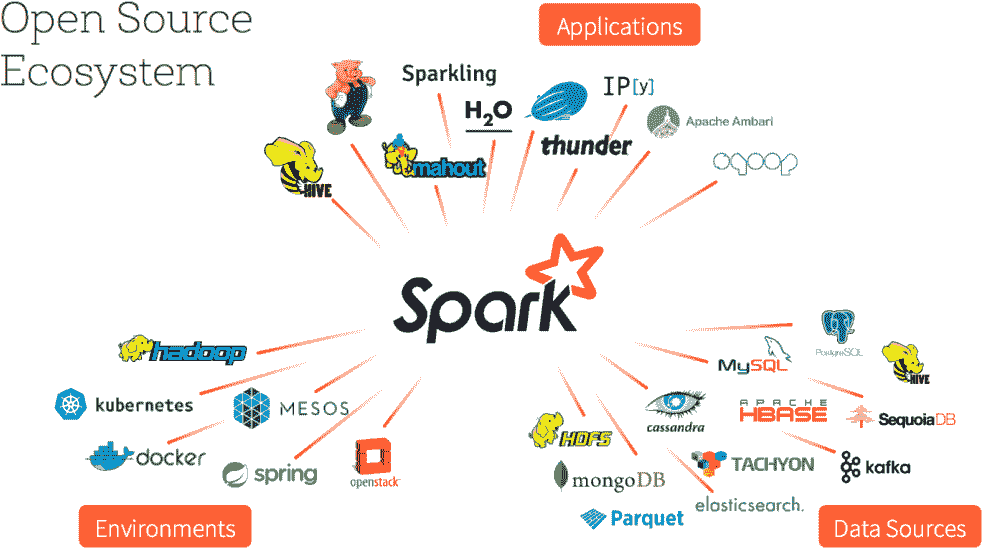 Open Source
Ecosystem
Applications
Sparkling
H2O
IP[y]
thunder
Apache Ambari
mahout
sqoop
HIVE
Spark
hadoop
kubernetes
MESOS
docker
spring
openstack
Environments
PostgreSQL
MySQL
HIVE
cassandra
APACHE
HBASE
SequoiaDB
HDFS
mongoDB
TACHYON
kafka
Parquet
elasticsearch.
Data Sources